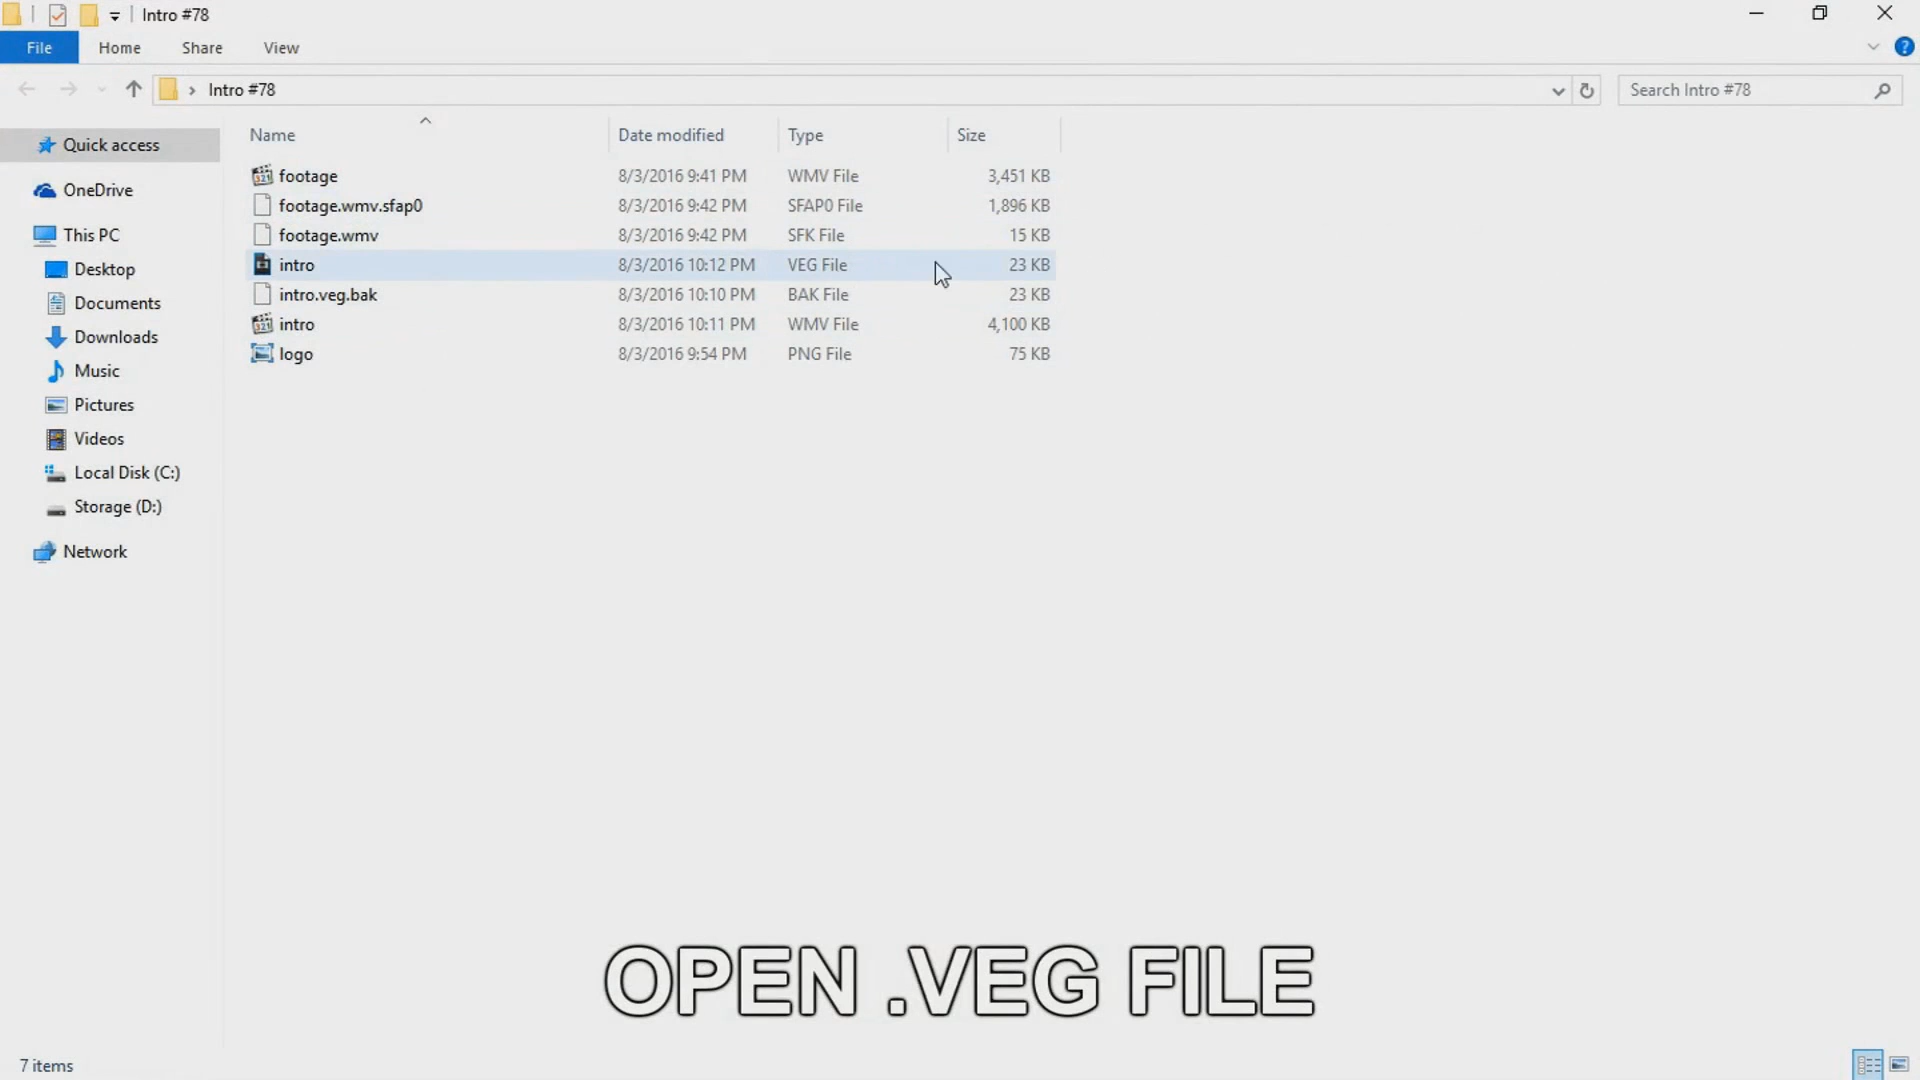 Intro #78
File Home Share View
Intro #78
Search Intro #78
Name Date modified Type Size
Quick access
OneDrive
This PC
Desktop
Documents
Downloads
Music
Pictures
Videos
Local Disk (C:)
Storage (D:)
Network
footage 8/3/2016 9:41 PM WMV File 3,451 KB
footage.wmv.sfap0 8/3/2016 9:42 PM SFAP0 File 1,896 KB
footage.wmv 8/3/2016 9:42 PM SFK File 15 KB
intro 8/3/2016 10:12 PM VEG File 23 KB
intro.veg.bak 8/3/2016 10:10 PM BAK File 23 KB
intro 8/3/2016 10:11 PM WMV File 4,100 KB
logo 8/3/2016 9:54 PM PNG File 75 KB
OPEN .VEG FILE
7 items